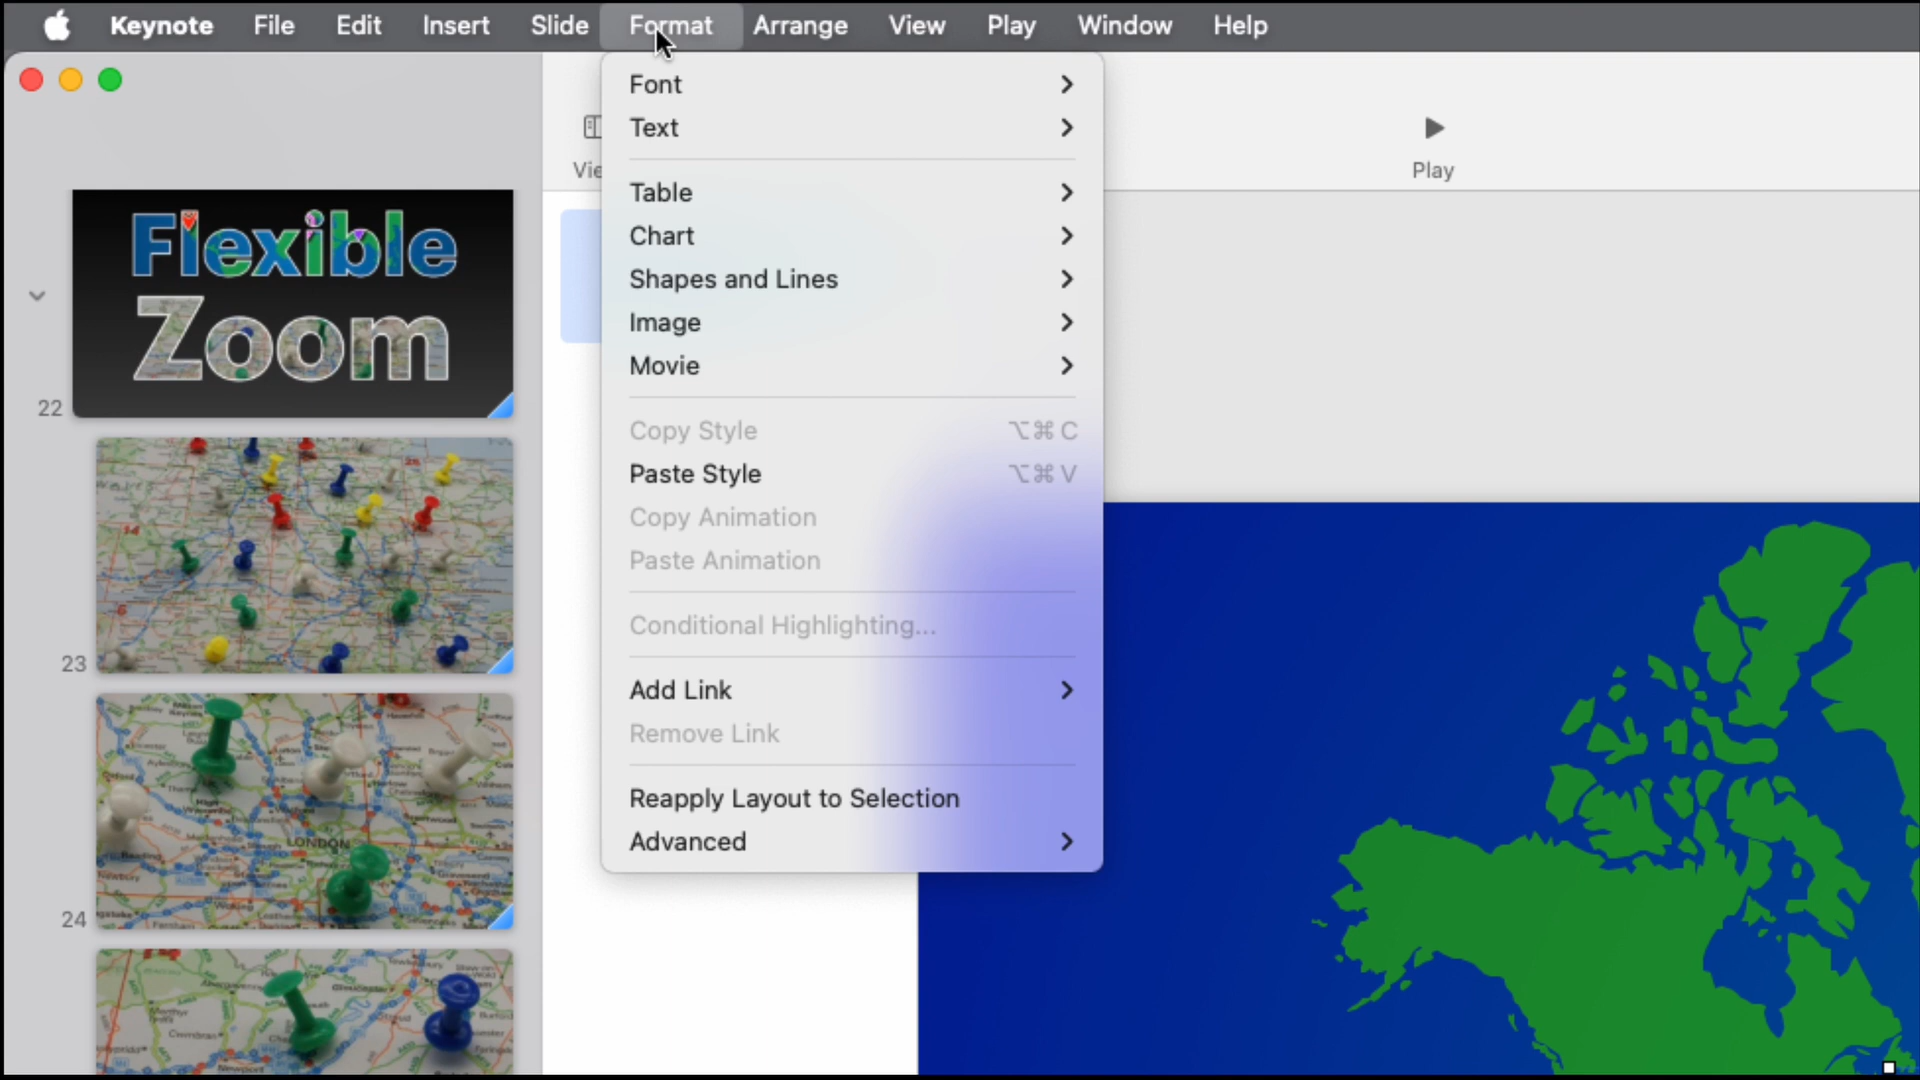 Keynote File Edit Insert Slide Format Arrange View Play Window Help
Font
Text
Vie
Play
Table
Chart
Shapes and Lines
Image
Movie
Copy Style ⌥⌘ C
Paste Style ⌥⌘ V
Copy Animation
Paste Animation
Conditional Highlighting...
Add Link
Remove Link
Reapply Layout to Selection
Advanced
Flexible
Zoom
22
23
LONDON
24